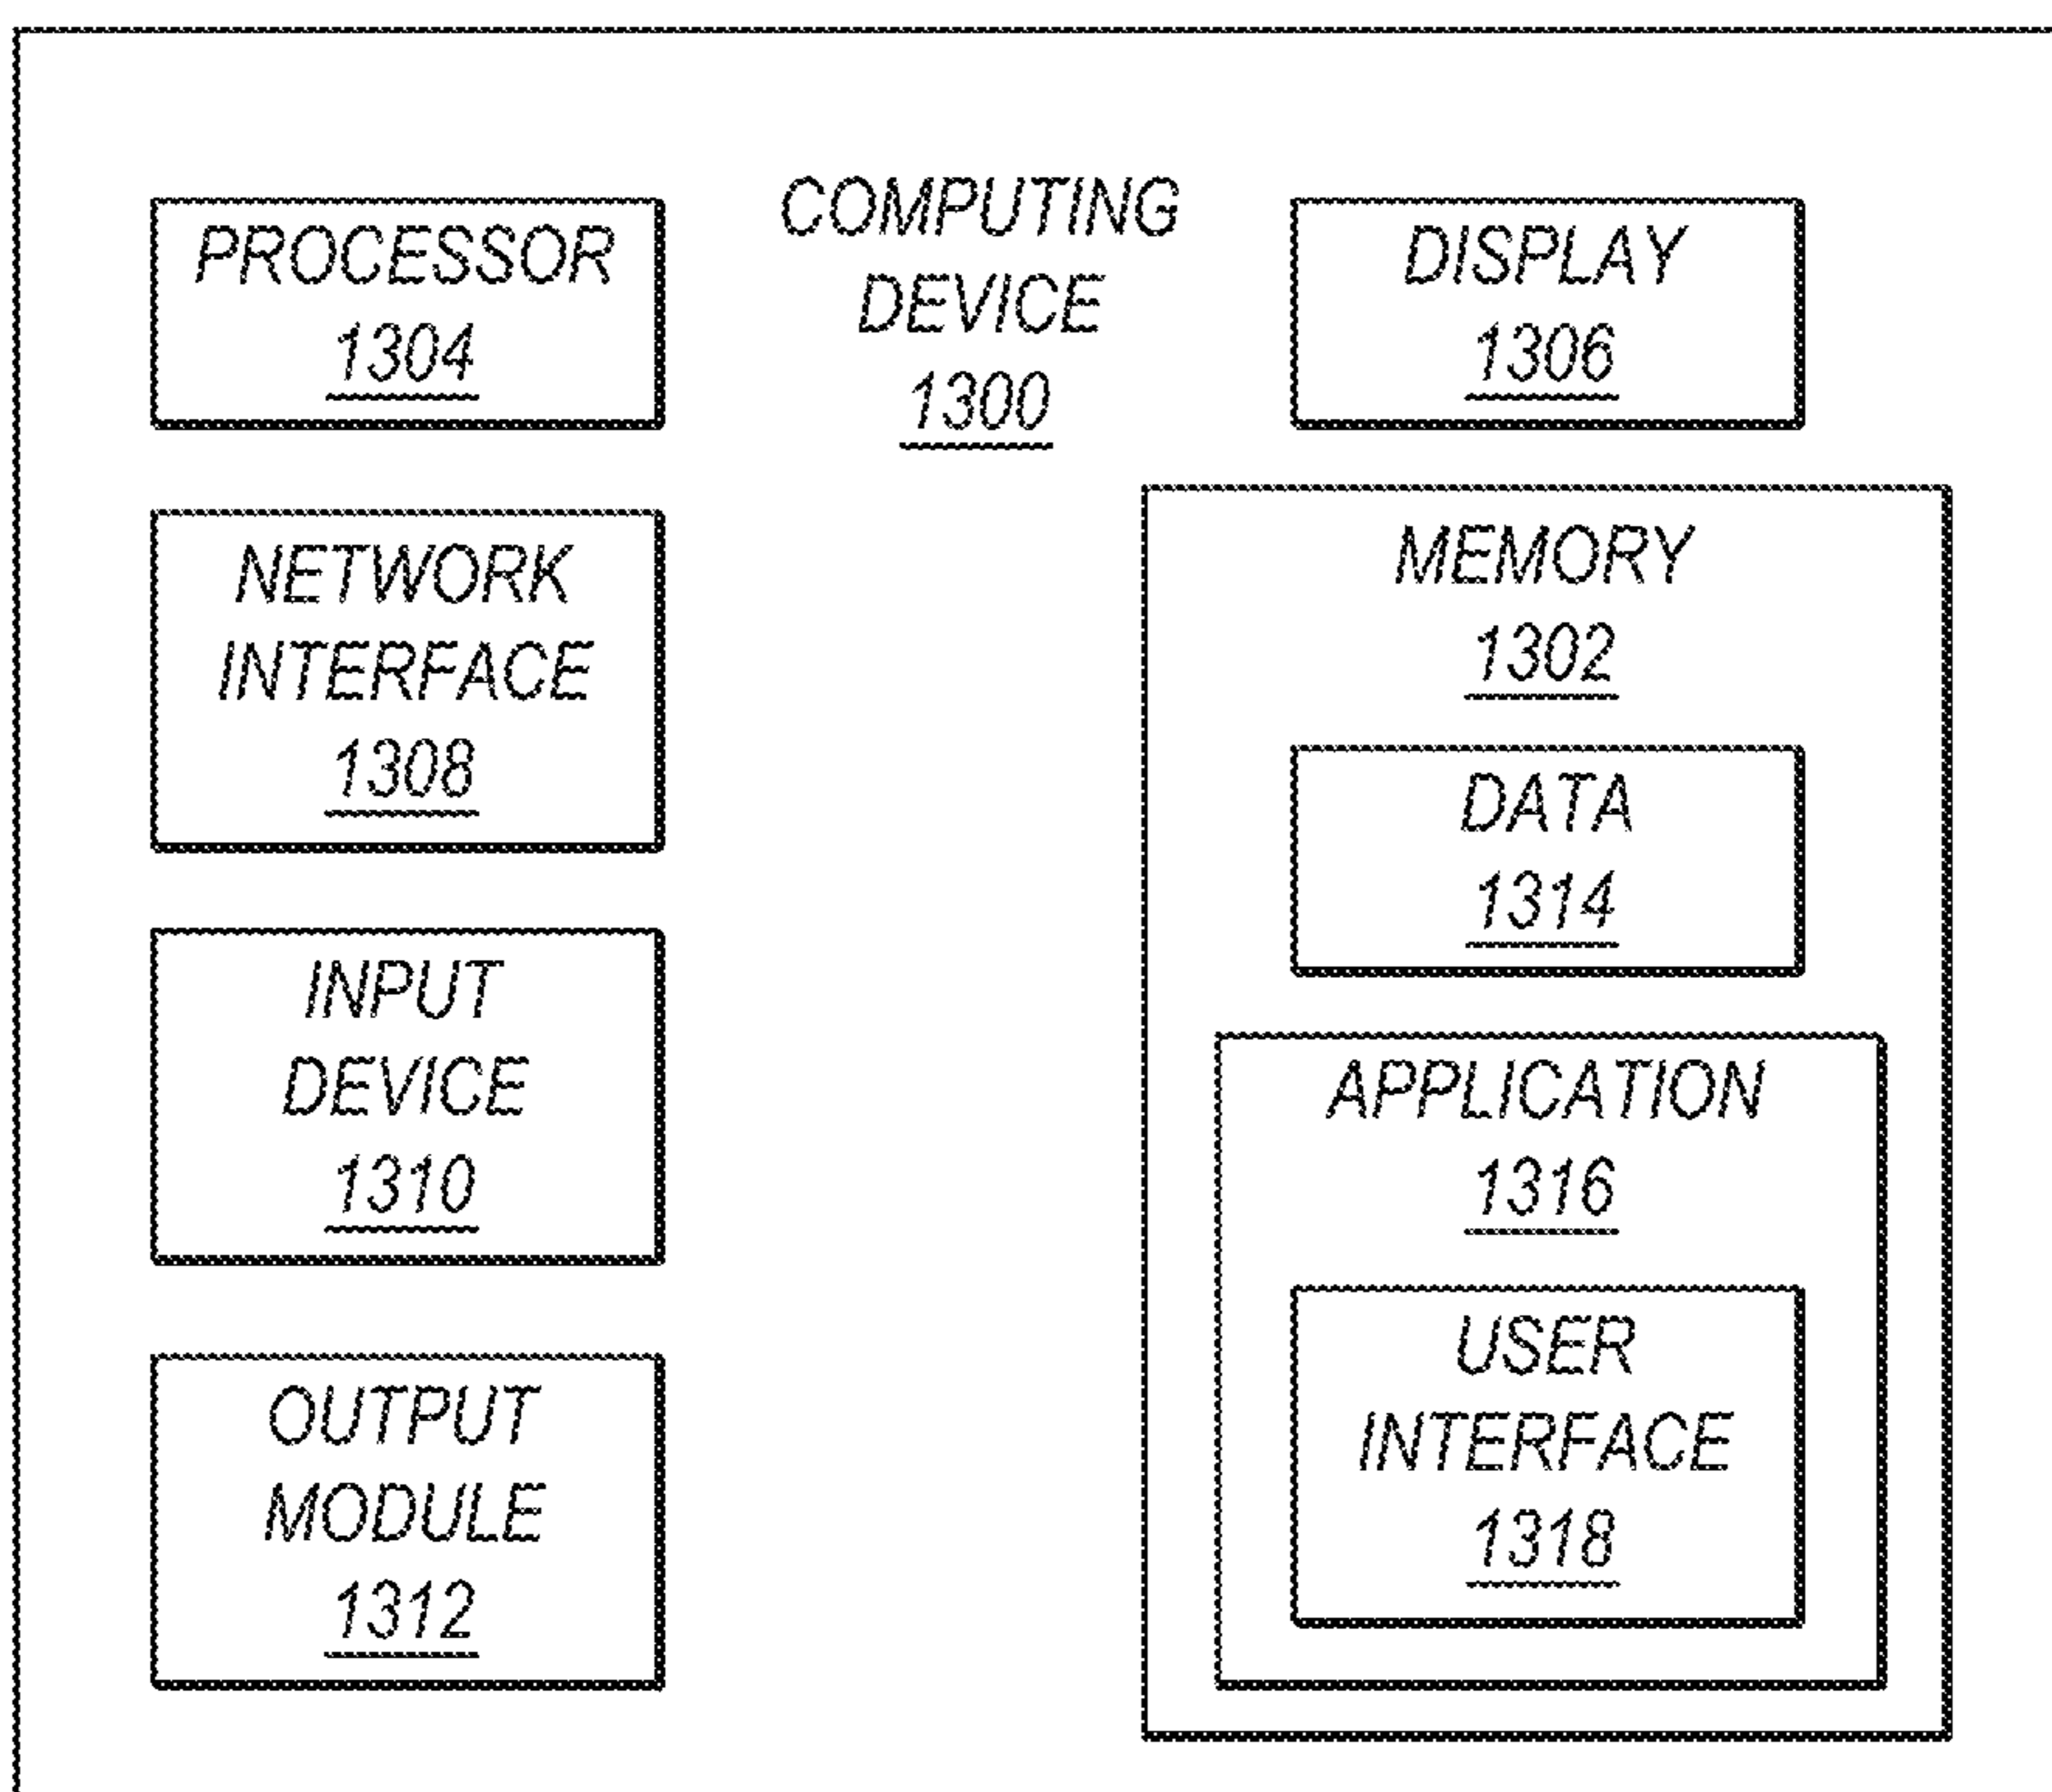 COMPUTING
DEVICE
1300
PROCESSOR
1304
NETWORK
INTERFACE
1308
INPUT
DEVICE
1310
OUTPUT
MODULE
1312
DISPLAY
1306
MEMORY
1302
DATA
1314
APPLICATION
1316
USER
INTERFACE
1318